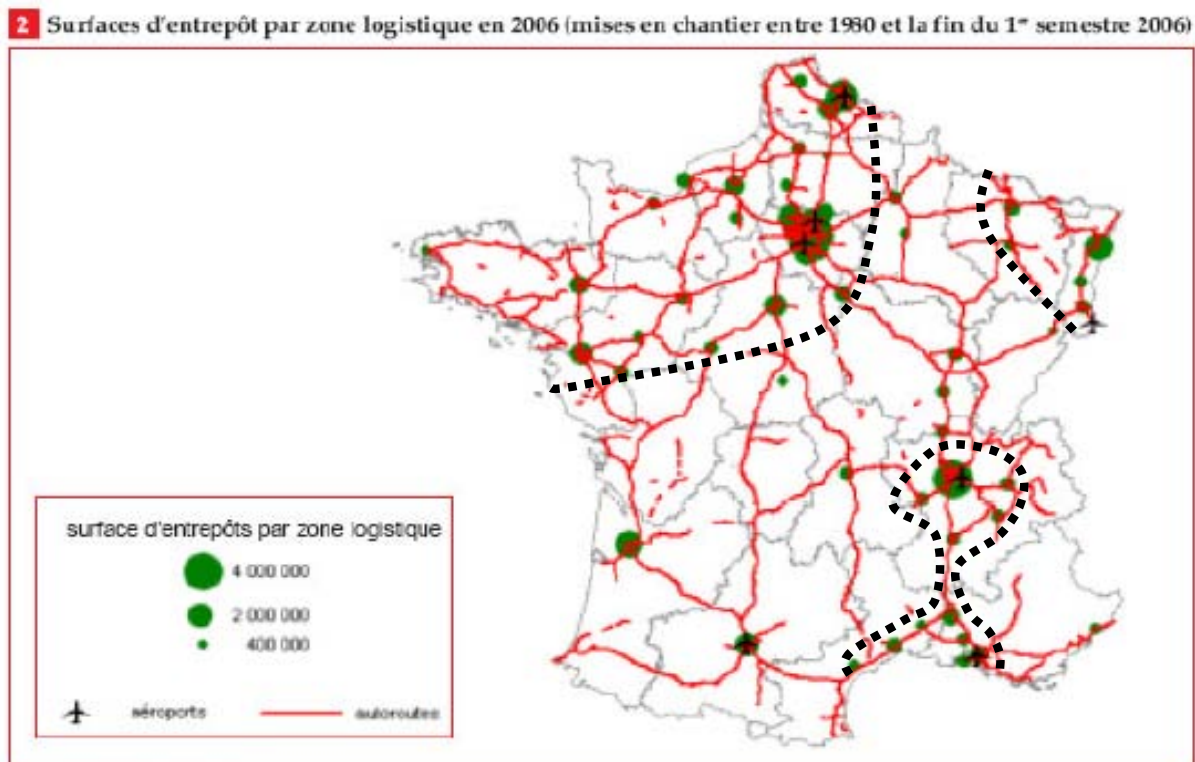 2 Surfaces d'entrepôt par zone logistique en 2006 (mises en chantier entre 1980 et la fin du 1er semestre 2006)
surface d'entrepôts par zone logistique
4 000 000
2 000 000
400 000
aéroports
autoroutes